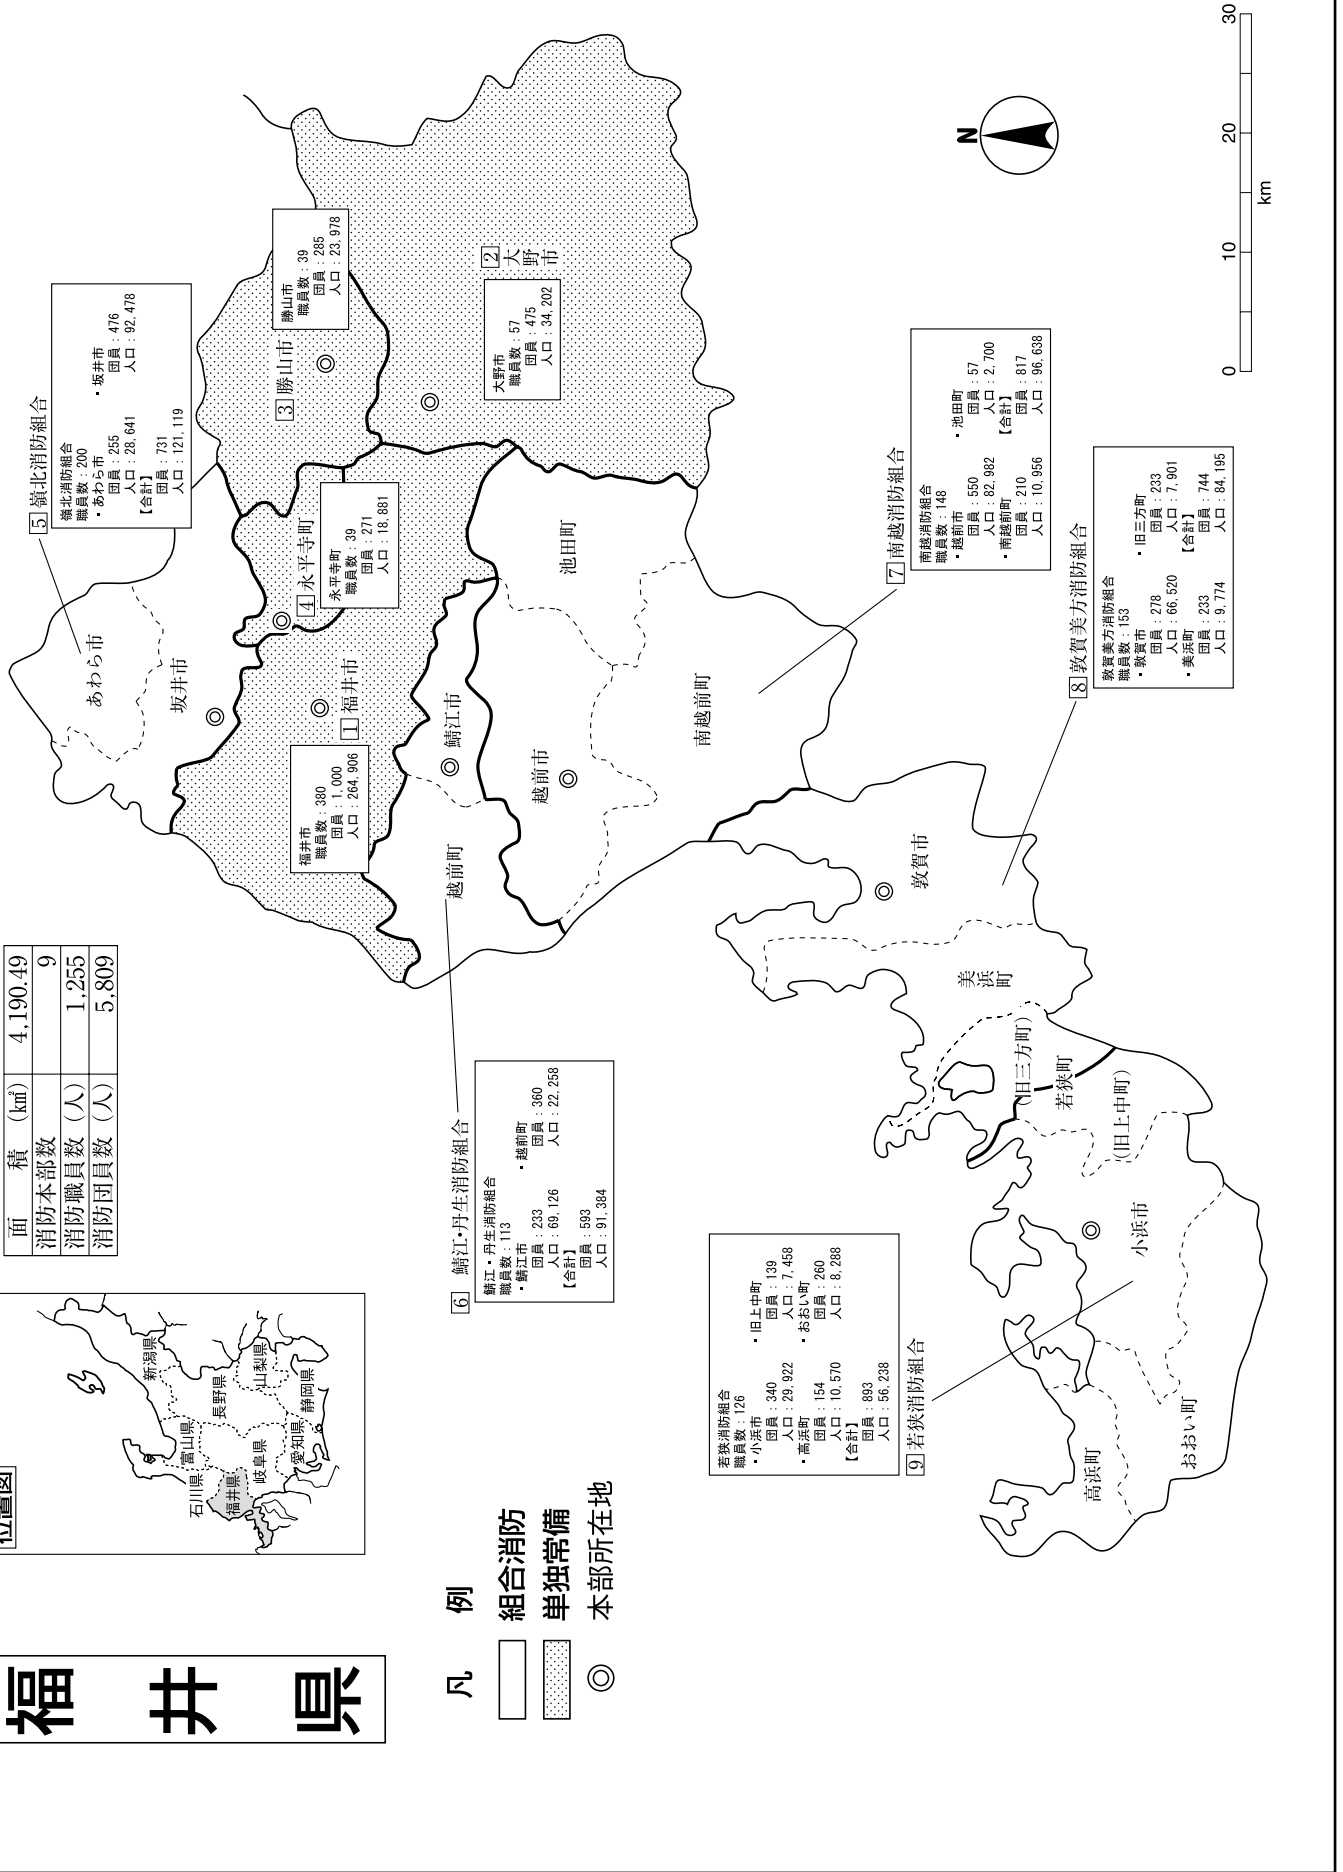 福井県
位置図
新潟県
富山県
石川県
長野県
山梨県
福井県
岐阜県
静岡県
愛知県
面　積　(㎢)　4,190.49
消防本部数　9
消防職員数（人）　1,255
消防団員数（人）　5,809
凡　例
組合消防
単独常備
本部所在地
5 嶺北消防組合
嶺北消防組合
職員数：200
・あわら市
団員：255
人口：28,641
・坂井市
団員：476
人口：92,478
【合計】
団員：731
人口：121,119
あわら市
坂井市
勝山市
職員数：39
団員：285
人口：23,978
3 勝山市
2 大野市
大野市
職員数：57
団員：475
人口：34,202
4 永平寺町
永平寺町
職員数：39
団員：271
人口：18,881
1 福井市
福井市
職員数：380
団員：1,000
人口：264,906
鯖江市
越前町
越前市
池田町
南越前町
6 鯖江・丹生消防組合
鯖江・丹生消防組合
職員数：113
・鯖江市
団員：233
人口：69,126
・越前町
団員：360
人口：22,258
【合計】
団員：593
人口：91,384
7 南越消防組合
南越消防組合
職員数：148
・越前市
団員：550
人口：82,982
・南越前町
団員：210
人口：10,956
・池田町
団員：57
人口：2,700
【合計】
団員：817
人口：96,638
8 敦賀美方消防組合
敦賀美方消防組合
職員数：153
・敦賀市
団員：278
人口：66,520
・美浜町
団員：233
人口：9,774
・旧三方町
団員：233
人口：7,901
【合計】
団員：744
人口：84,195
敦賀市
美浜町
(旧三方町)
若狭町
(旧上中町)
小浜市
おおい町
高浜町
9 若狭消防組合
若狭消防組合
職員数：126
・小浜市
団員：340
人口：29,922
・高浜町
団員：154
人口：10,570
・旧上中町
団員：139
人口：7,458
・おおい町
団員：260
人口：8,288
【合計】
団員：893
人口：56,238
N
0 10 20 30
km